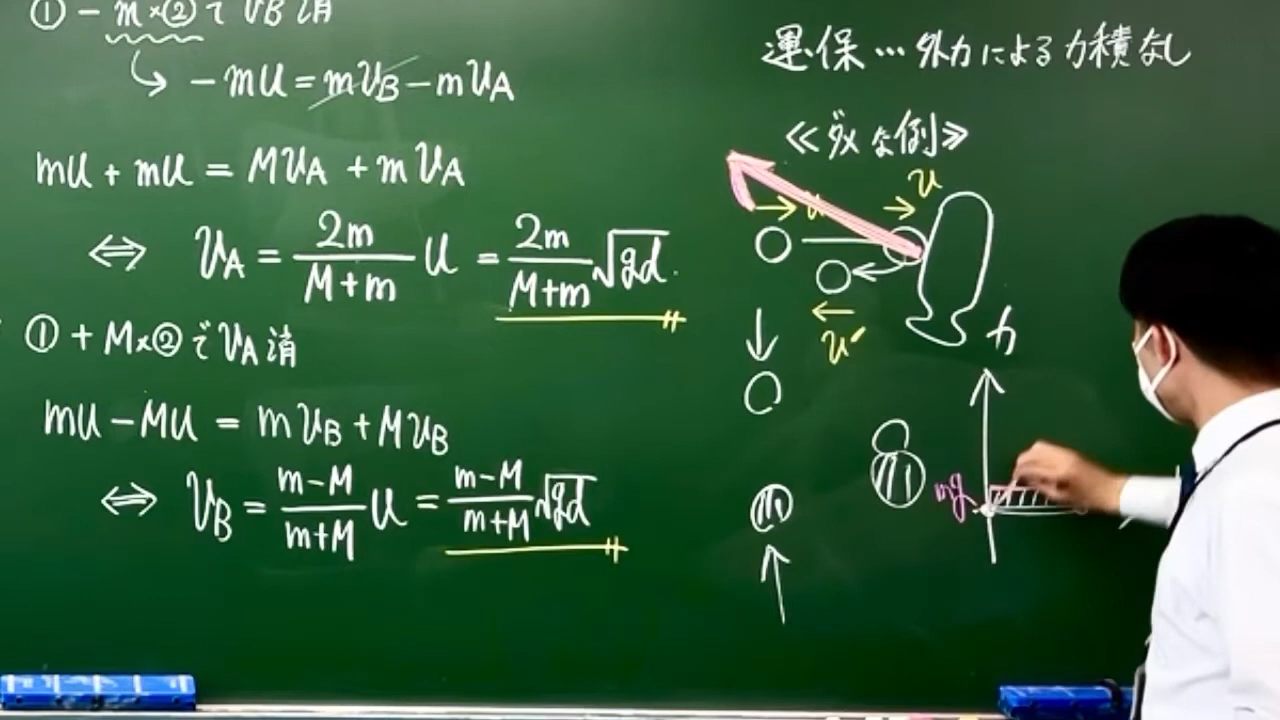 ① - m×② で VB 消
→ -mu = mvB - mvA
mu + mu = MvA + mvA
⇔ vA = 2m/(M+m) u = 2m/(M+m) √gd
① + M×② で vA 消
mu - Mu = mvB + MvB
⇔ vB = (m-M)/(m+M) u = (m-M)/(m+M) √gd
運.保…外力による力積なし
≪ダメな例≫
u
u
u'
力
mg